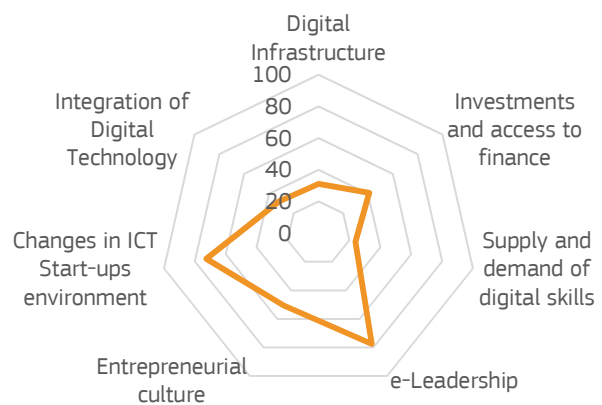 Digital
Infrastructure
100
80
60
40
20
0
Investments
and access to
finance
Supply and
demand of
digital skills
e-Leadership
Entrepreneurial
culture
Changes in ICT
Start-ups
environment
Integration of
Digital
Technology